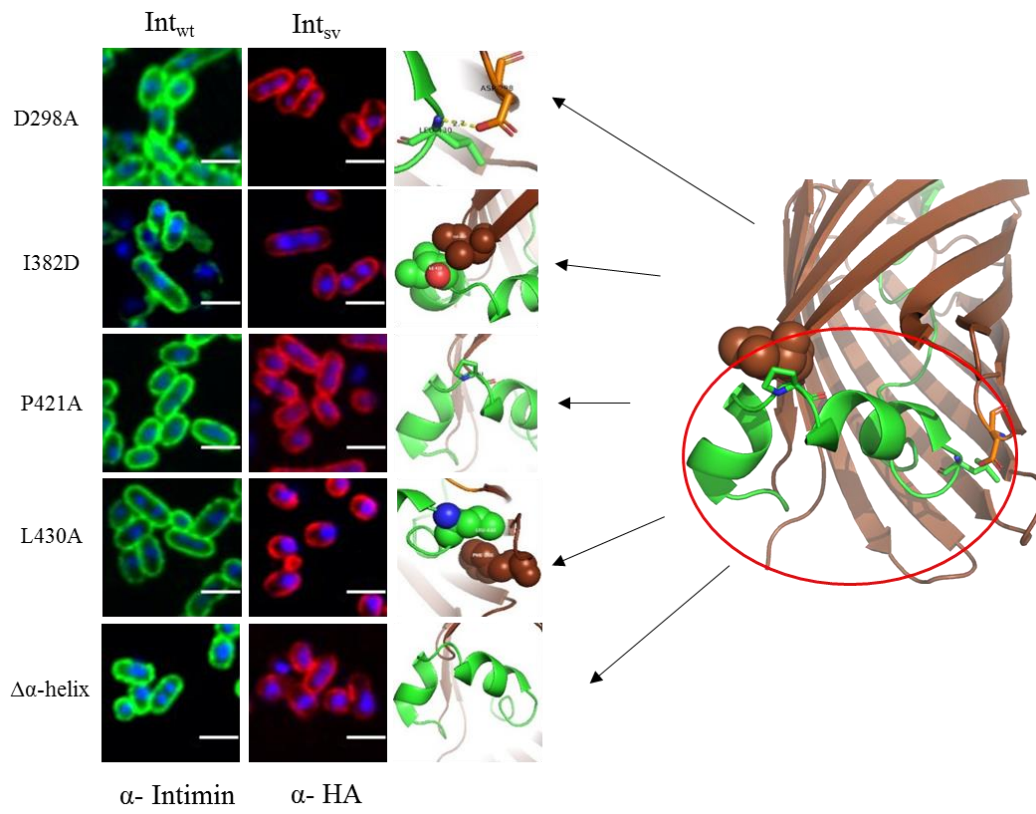 Int_wt Int_sv
D298A
I382D
P421A
L430A
Δα-helix
α- Intimin α- HA